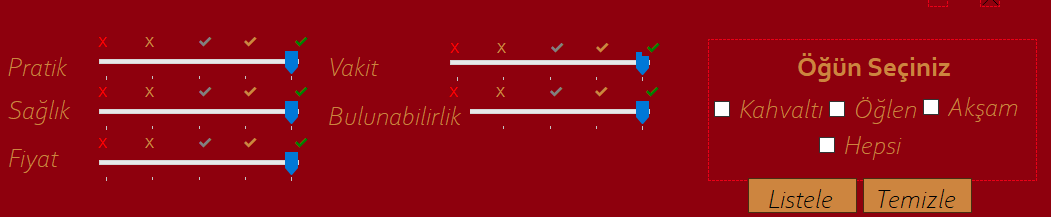 Pratik
Sağlık
Fiyat
Vakit
Bulunabilirlik
Öğün Seçiniz
Kahvaltı Öğlen Akşam
Hepsi
Listele Temizle